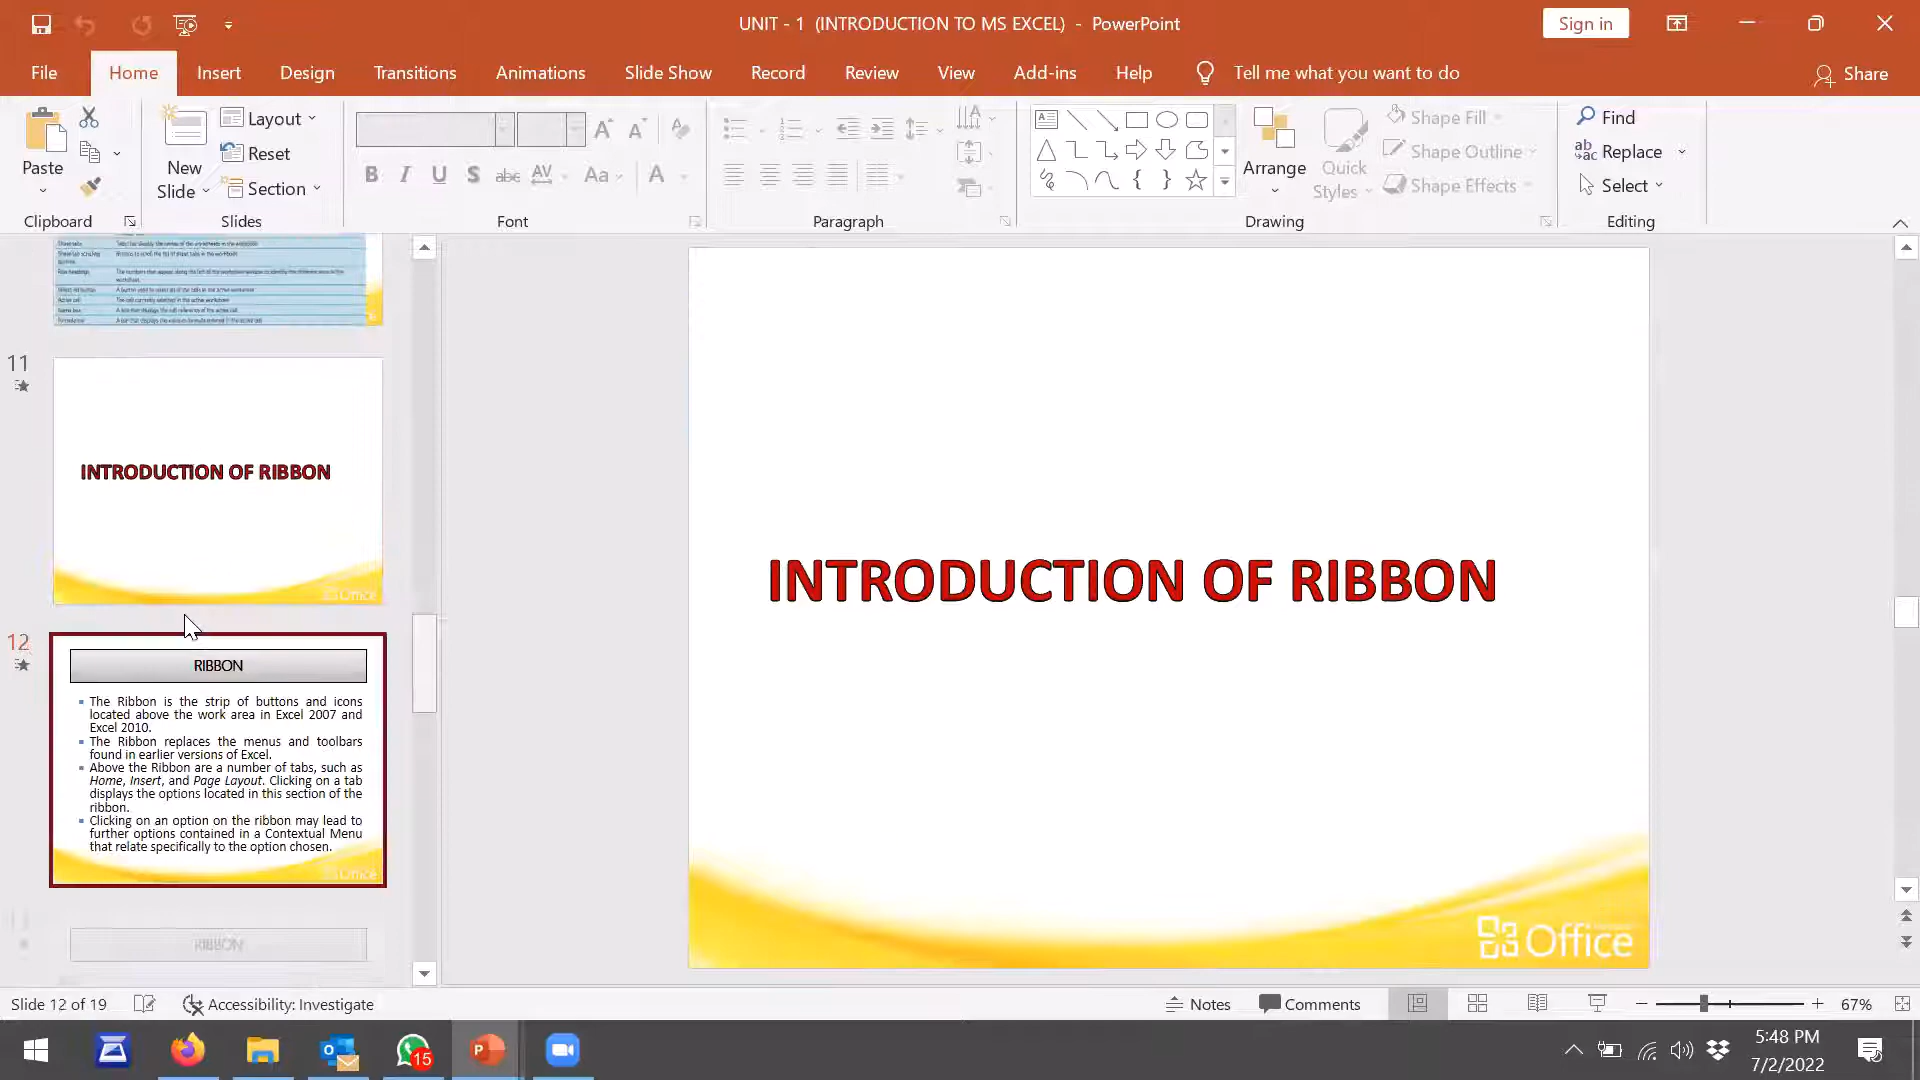 UNIT - 1 (INTRODUCTION TO MS EXCEL) - PowerPoint
Sign in
File
Home
Insert
Design
Transitions
Animations
Slide Show
Record
Review
View
Add-ins
Help
Tell me what you want to do
Share
Paste
New
Slide
Layout
Reset
Section
Arrange
Quick
Styles
Shape Fill
Shape Outline
Shape Effects
Find
Replace
Select
Clipboard
Slides
Font
Paragraph
Drawing
Editing
11
INTRODUCTION OF RIBBON
Office
12
RIBBON
The Ribbon is the strip of buttons and icons
located above the work area in Excel 2007 and
Excel 2010.
The Ribbon replaces the menus and toolbars
found in earlier versions of Excel.
Above the Ribbon are a number of tabs, such as
Home, Insert, and Page Layout. Clicking on a tab
displays the options located in this section of the
ribbon.
Clicking on an option on the ribbon may lead to
further options contained in a Contextual Menu
that relate specifically to the option chosen.
Office
RIBBON
INTRODUCTION OF RIBBON
Office
Slide 12 of 19
Accessibility: Investigate
Notes
Comments
67%
15
5:48 PM
7/2/2022